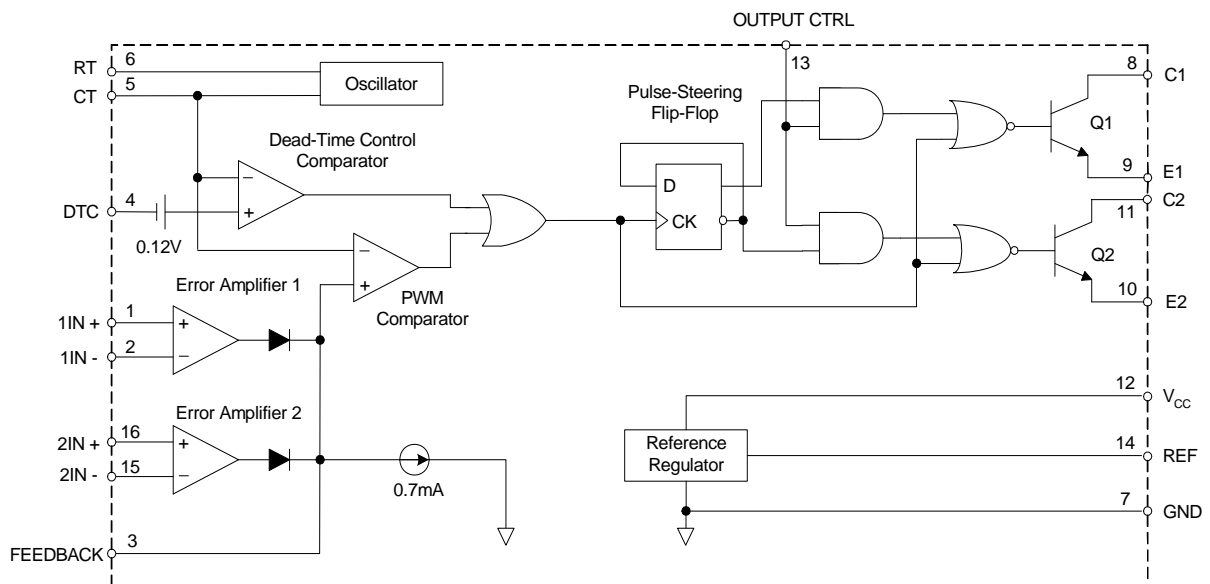 OUTPUT CTRL
13
RT
6
CT
5
Oscillator
8
C1
Pulse-Steering
Flip-Flop
Q1
Dead-Time Control
Comparator
9
E1
DTC
4
0.12V
−
+
D
CK
C2
11
Q2
10
E2
−
+
PWM
Comparator
Error Amplifier 1
1IN +
1
1IN -
2
+
−
12
VCC
Error Amplifier 2
2IN +
16
2IN -
15
+
−
0.7mA
Reference
Regulator
14
REF
7
GND
FEEDBACK
3